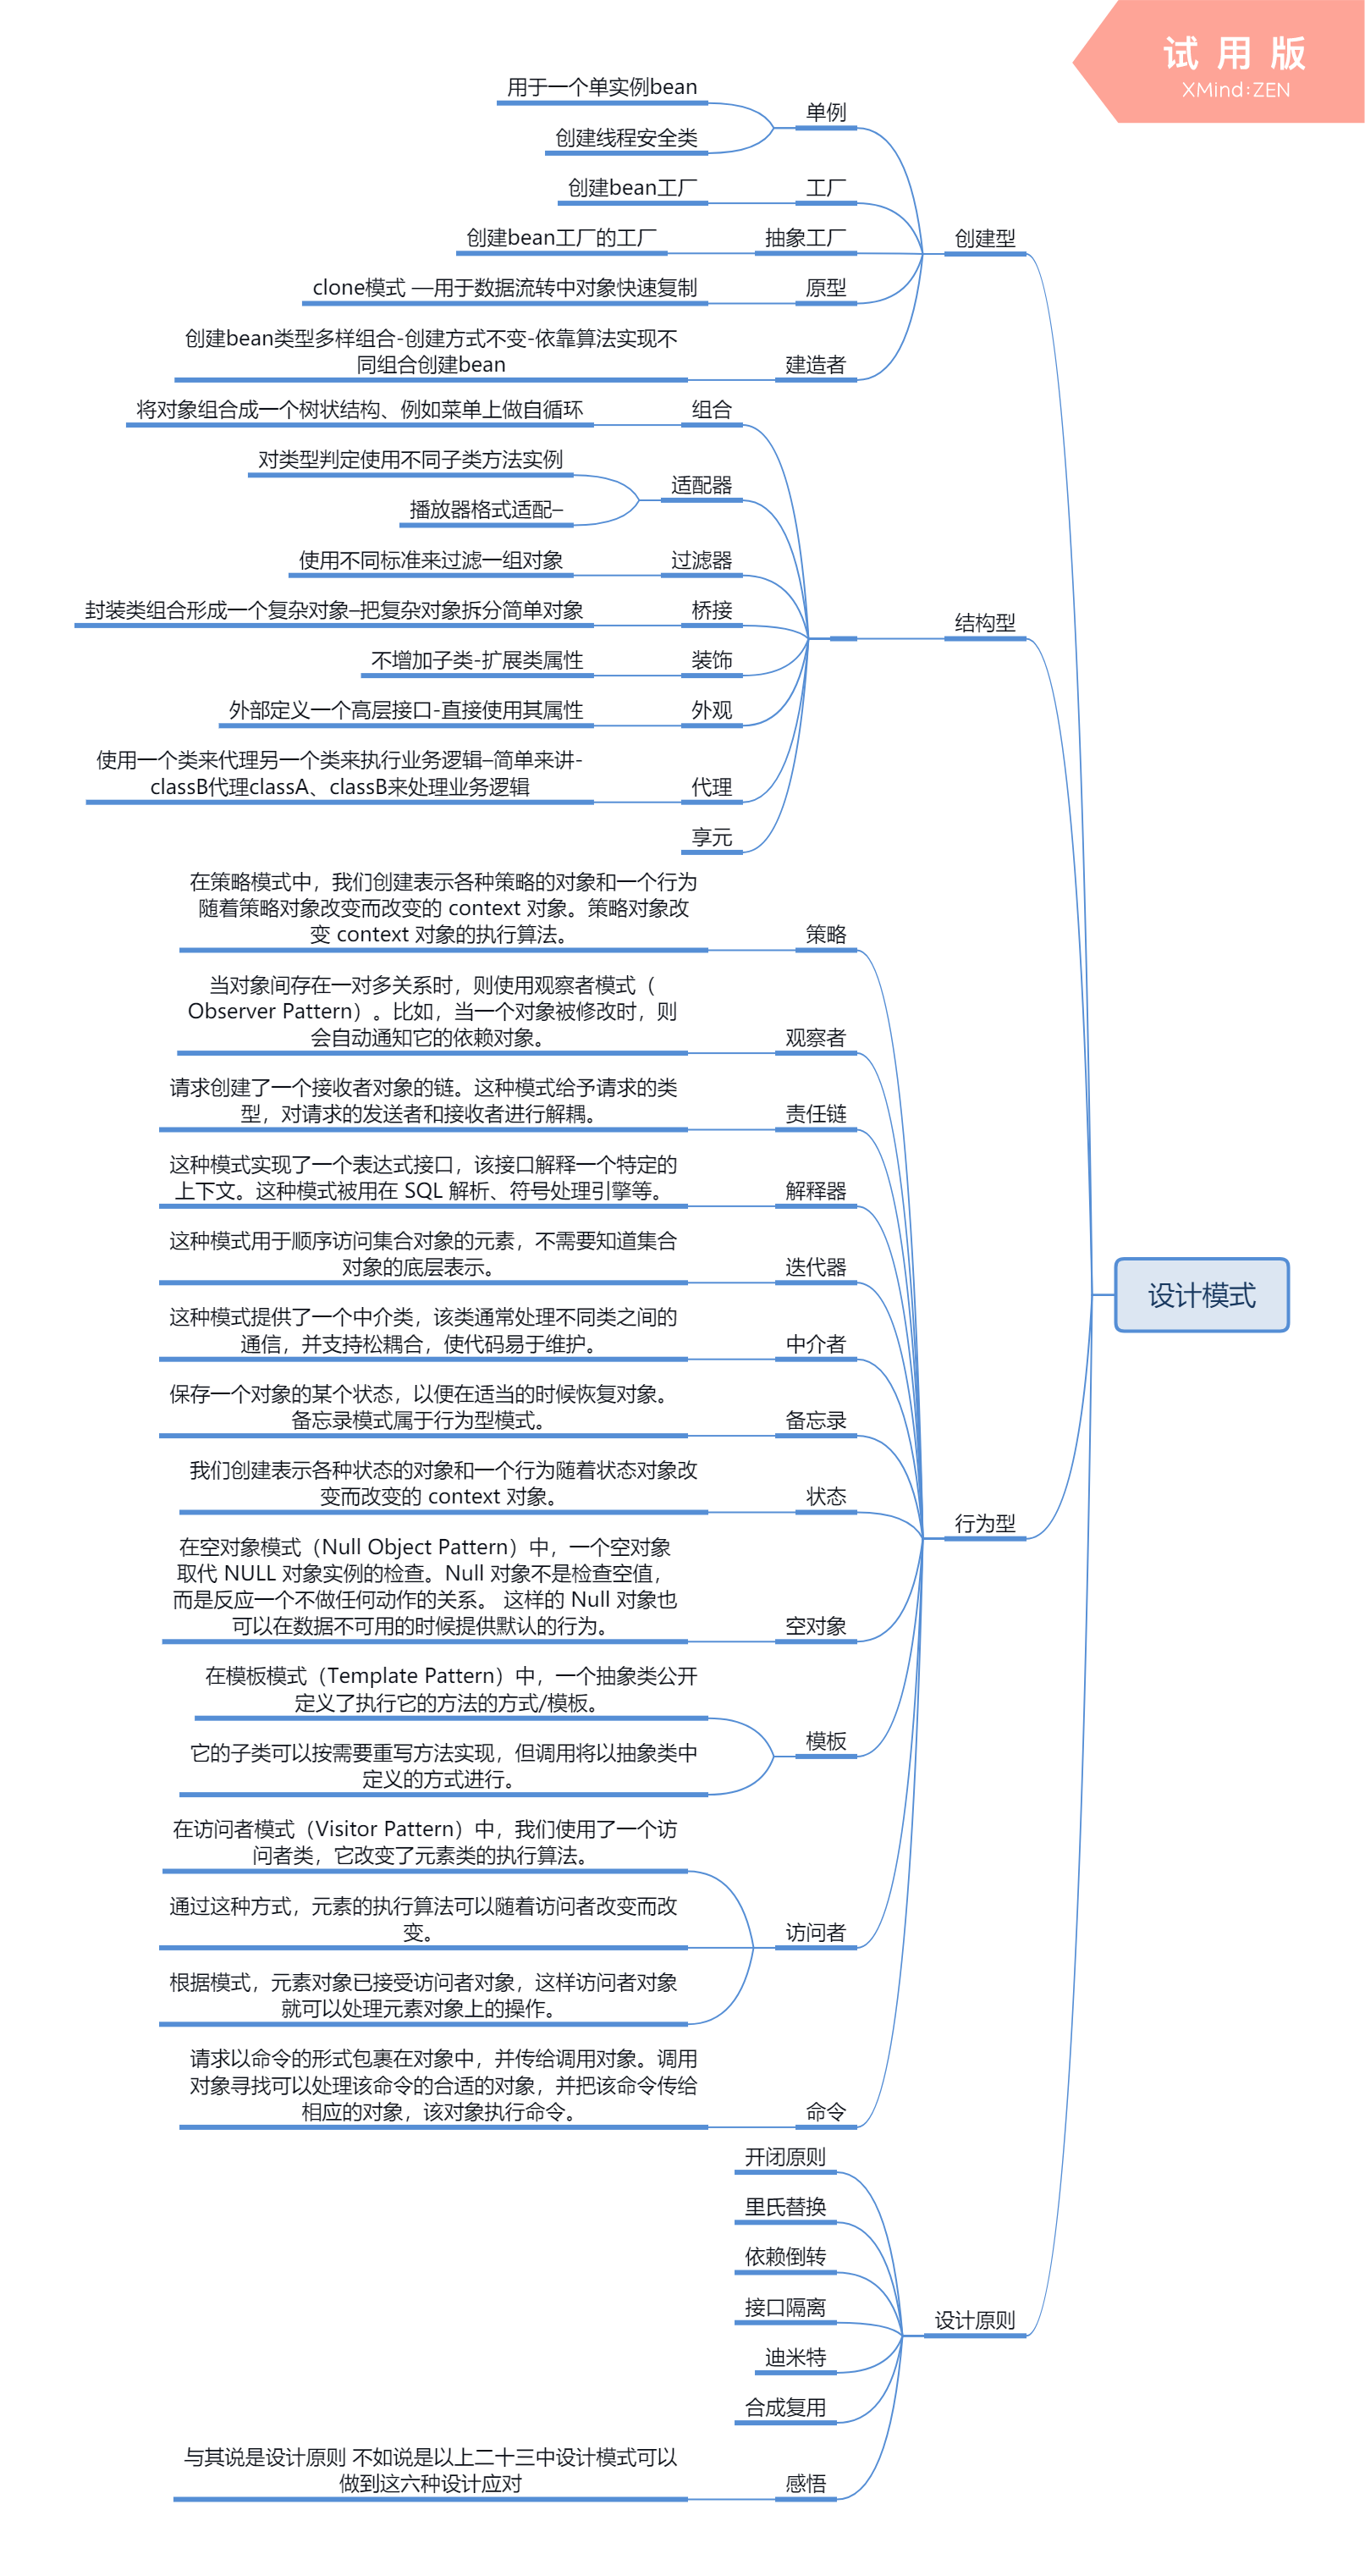 试用版
XMind:ZEN
设计模式
创建型
单例
用于一个单实例bean
创建线程安全类
工厂
创建bean工厂
抽象工厂
创建bean工厂的工厂
原型
clone模式 —用于数据流转中对象快速复制
建造者
创建bean类型多样组合-创建方式不变-依靠算法实现不
同组合创建bean
结构型
组合
将对象组合成一个树状结构、例如菜单上做自循环
适配器
对类型判定使用不同子类方法实例
播放器格式适配–
过滤器
使用不同标准来过滤一组对象
桥接
封装类组合形成一个复杂对象–把复杂对象拆分简单对象
装饰
不增加子类-扩展类属性
外观
外部定义一个高层接口-直接使用其属性
代理
使用一个类来代理另一个类来执行业务逻辑–简单来讲-
classB代理classA、classB来处理业务逻辑
享元
行为型
策略
在策略模式中，我们创建表示各种策略的对象和一个行为
随着策略对象改变而改变的 context 对象。策略对象改
变 context 对象的执行算法。
观察者
当对象间存在一对多关系时，则使用观察者模式（
Observer Pattern）。比如，当一个对象被修改时，则
会自动通知它的依赖对象。
责任链
请求创建了一个接收者对象的链。这种模式给予请求的类
型，对请求的发送者和接收者进行解耦。
解释器
这种模式实现了一个表达式接口，该接口解释一个特定的
上下文。这种模式被用在 SQL 解析、符号处理引擎等。
迭代器
这种模式用于顺序访问集合对象的元素，不需要知道集合
对象的底层表示。
中介者
这种模式提供了一个中介类，该类通常处理不同类之间的
通信，并支持松耦合，使代码易于维护。
备忘录
保存一个对象的某个状态，以便在适当的时候恢复对象。
备忘录模式属于行为型模式。
状态
我们创建表示各种状态的对象和一个行为随着状态对象改
变而改变的 context 对象。
空对象
在空对象模式（Null Object Pattern）中，一个空对象
取代 NULL 对象实例的检查。Null 对象不是检查空值，
而是反应一个不做任何动作的关系。 这样的 Null 对象也
可以在数据不可用的时候提供默认的行为。
模板
在模板模式（Template Pattern）中，一个抽象类公开
定义了执行它的方法的方式/模板。
它的子类可以按需要重写方法实现，但调用将以抽象类中
定义的方式进行。
访问者
在访问者模式（Visitor Pattern）中，我们使用了一个访
问者类，它改变了元素类的执行算法。
通过这种方式，元素的执行算法可以随着访问者改变而改
变。
根据模式，元素对象已接受访问者对象，这样访问者对象
就可以处理元素对象上的操作。
命令
请求以命令的形式包裹在对象中，并传给调用对象。调用
对象寻找可以处理该命令的合适的对象，并把该命令传给
相应的对象，该对象执行命令。
设计原则
开闭原则
里氏替换
依赖倒转
接口隔离
迪米特
合成复用
感悟
与其说是设计原则 不如说是以上二十三中设计模式可以
做到这六种设计应对